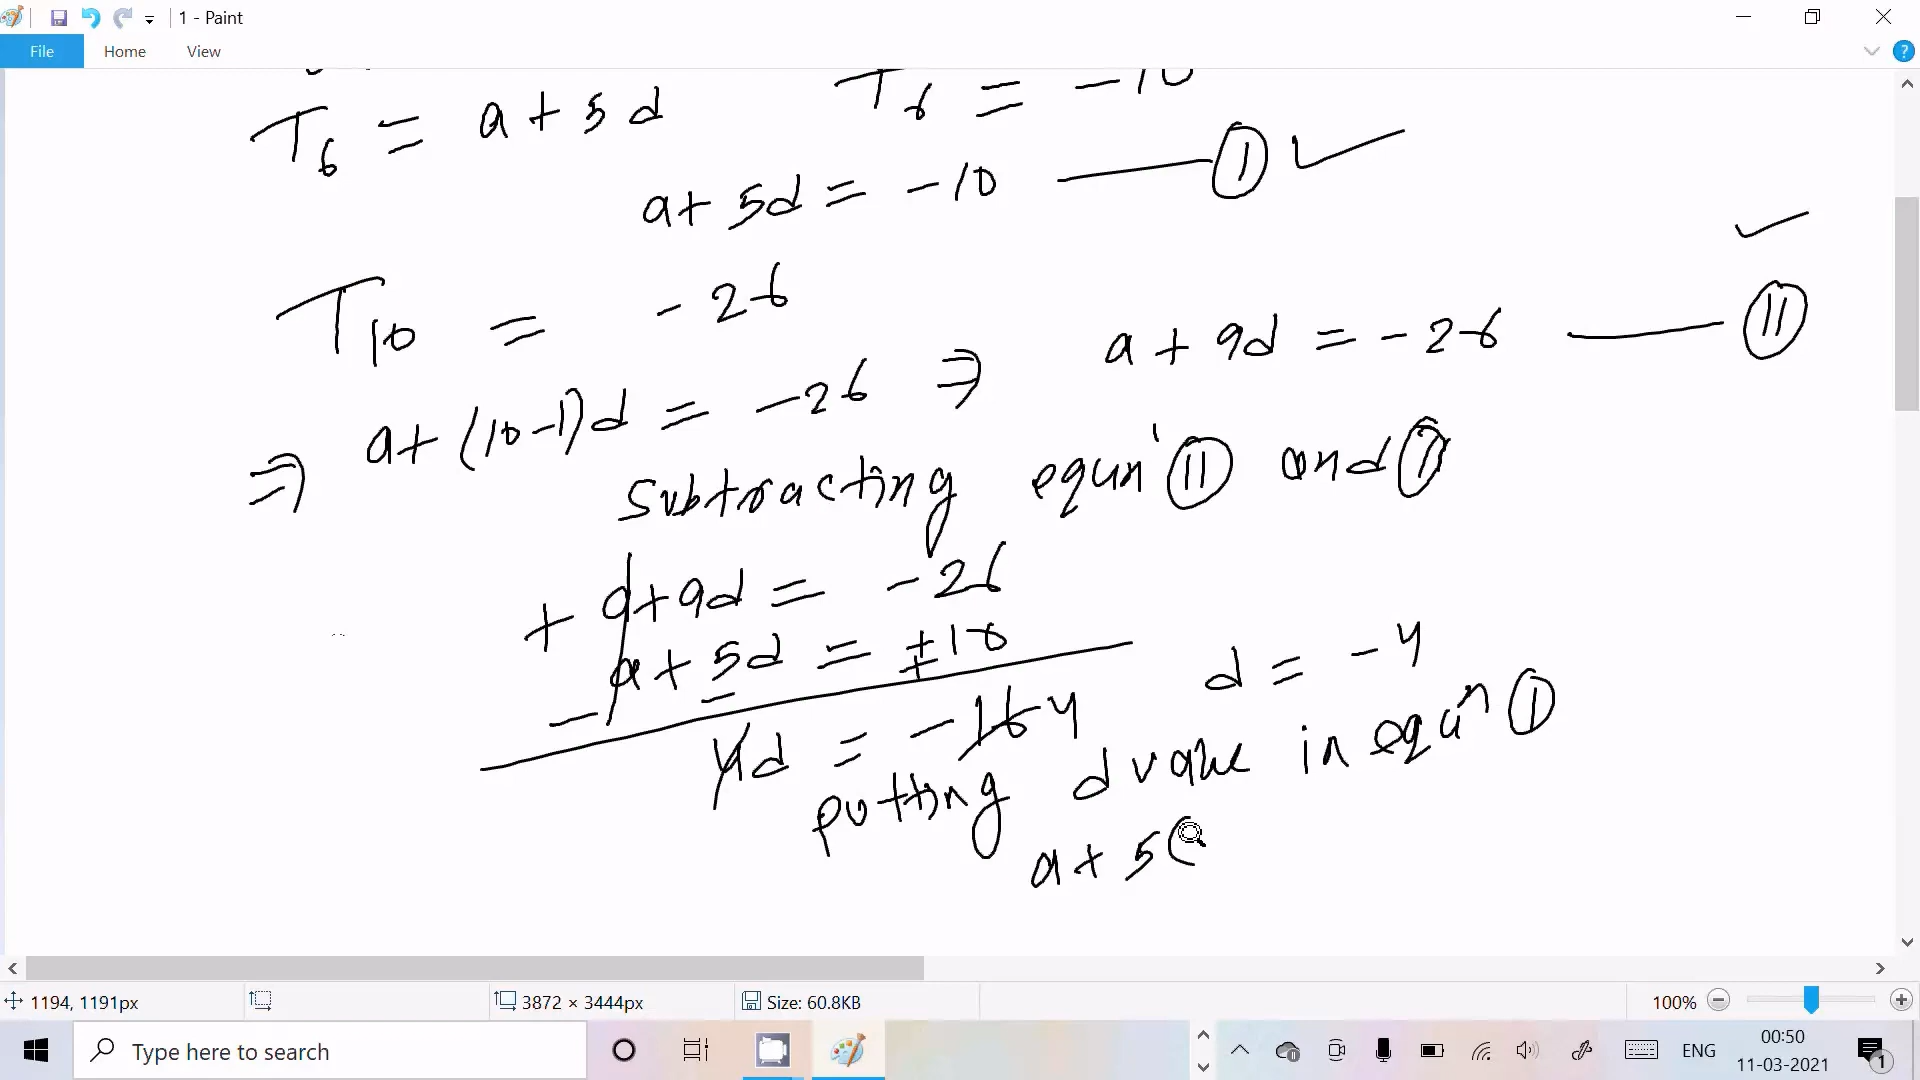 1 - Paint
File Home View
T6 = a + 5d T6 = -10
a + 5d = -10 — I ✓
T10 = -26
a + 9d = -26 — II ✓
⇒ a + (10-1)d = -26 ⇒
Subtracting equn' II and I
+ a + 9d = -26
- a + 5d = ±10
4d = -16 4 d = -4
putting d value in equn I
a + 5(
1194, 1191px 3872 × 3444px Size: 60.8KB 100%
Type here to search ENG 00:50
11-03-2021 1